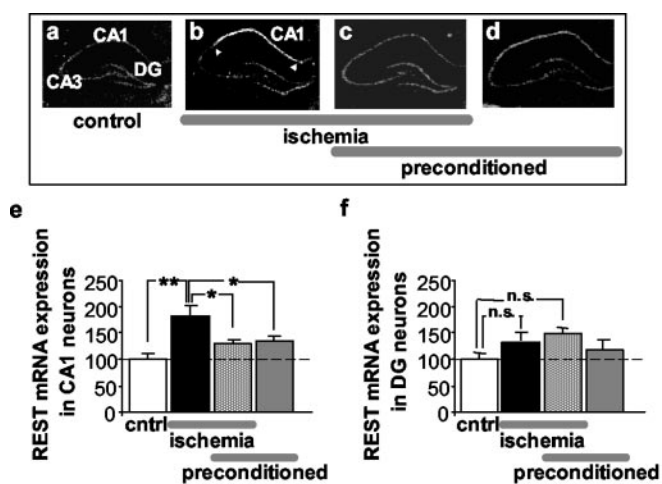 a b CA1 c d
CA1
CA3 DG
control
ischemia
preconditioned
e f
REST mRNA expression
in CA1 neurons
250
200
150
100
50
0
** * *
cntrl
ischemia
preconditioned
REST mRNA expression
in DG neurons
250
200
150
100
50
0
n.s.
n.s.
cntrl
ischemia
preconditioned